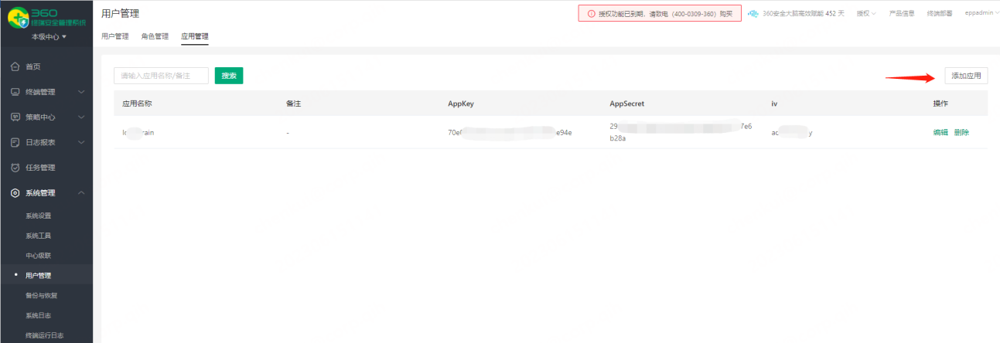 360
终端安全管理系统
本级中心
首页
终端管理
策略中心
日志报表
任务管理
系统管理
系统设置
系统工具
中心级联
用户管理
备份与恢复
系统日志
终端运行日志
用户管理
授权功能已到期，请致电（400-0309-360）购买
360安全大脑高效赋能 452 天
授权
产品信息
终端部署
eppadmin
用户管理 角色管理 应用管理
请输入应用名称/备注
搜索
添加应用
应用名称 备注 AppKey AppSecret iv 操作
rain - 70e e94e 29 7e6 ac y 编辑 删除
b28a